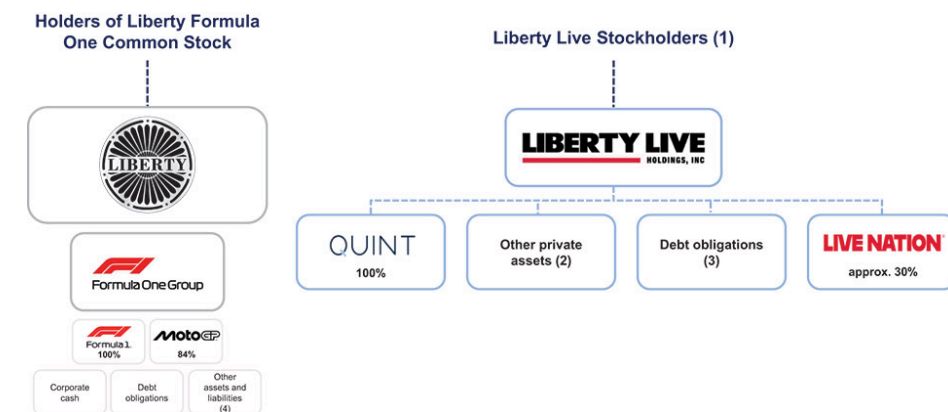 Holders of Liberty Formula
One Common Stock
LIBERTY
Formula One Group
Formula 1
100%
MotoGP
84%
Corporate
cash
Debt
obligations
Other
assets and
liabilities
(4)
Liberty Live Stockholders (1)
LIBERTY LIVE
HOLDINGS, INC
QUINT
100%
Other private
assets (2)
Debt obligations
(3)
LIVE NATION
approx. 30%